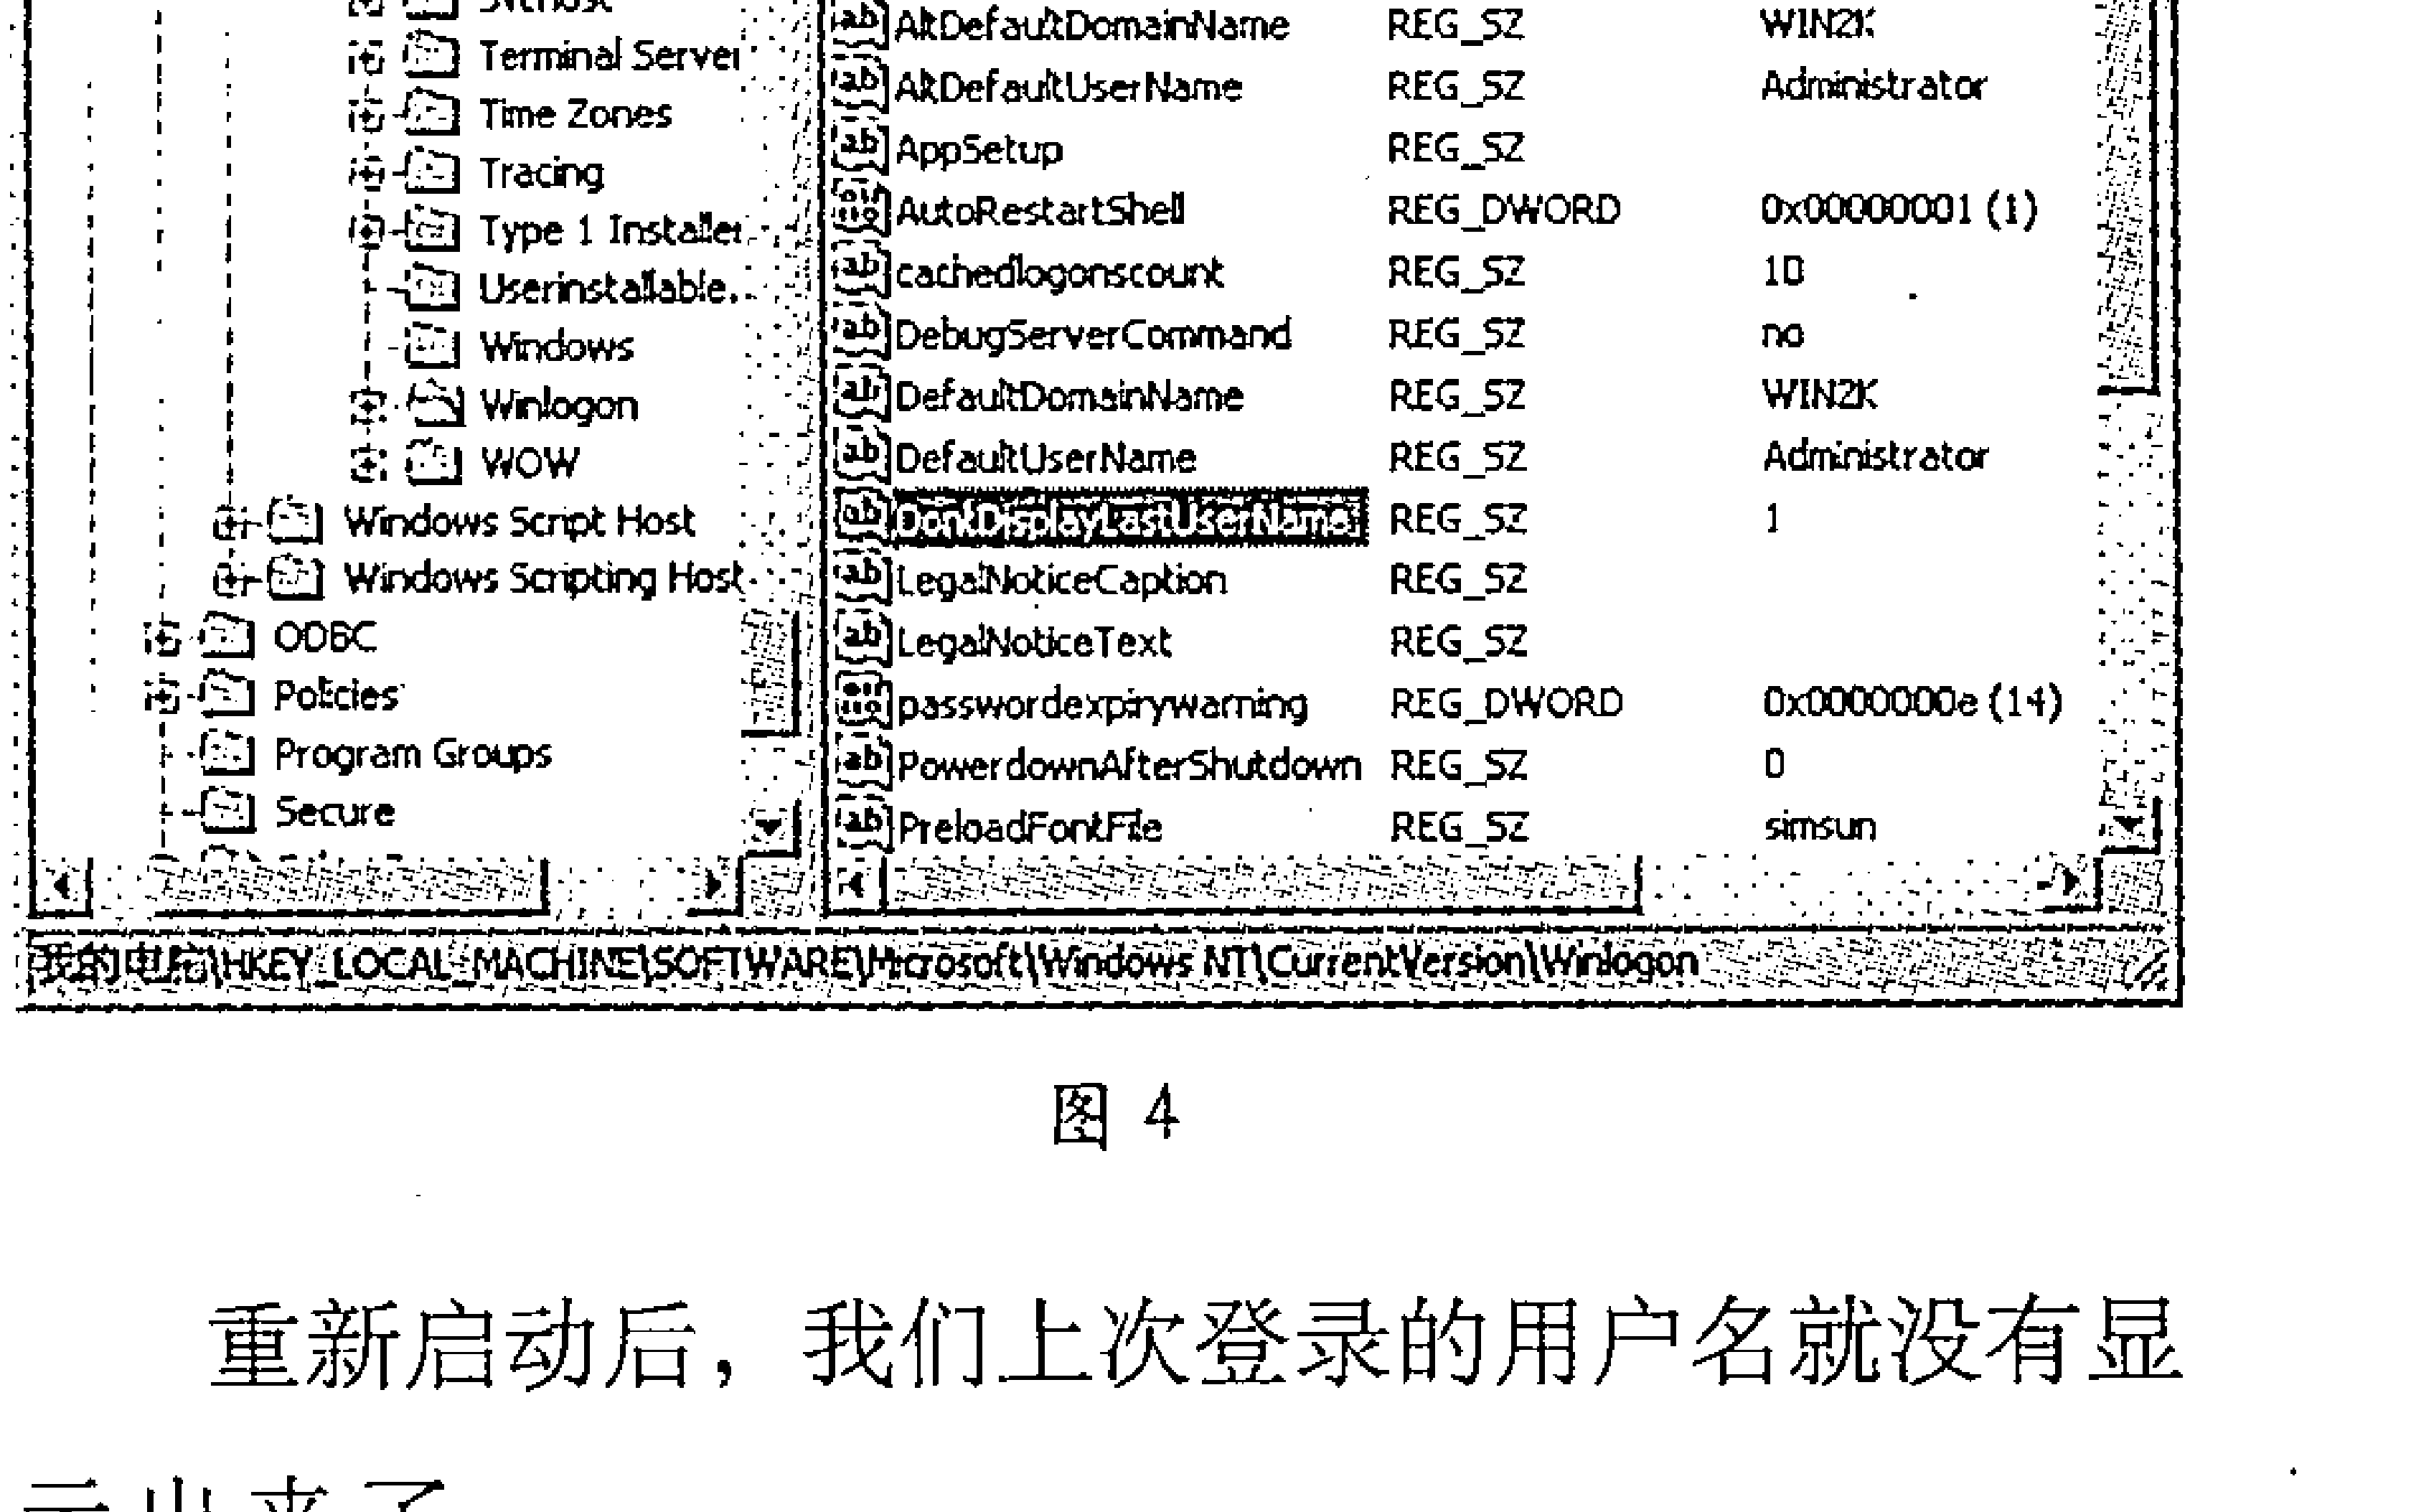 Svchost
Terminal Server
Time Zones
Tracing
Type 1 Installer
Userinstallable.
Windows
Winlogon
WOW
Windows Script Host
Windows Scripting Host
ODBC
Policies
Program Groups
Secure
AltDefaultDomainName REG_SZ WIN2K
AltDefaultUserName REG_SZ Administrator
AppSetup REG_SZ
AutoRestartShell REG_DWORD 0x00000001 (1)
cachedlogonscount REG_SZ 10
DebugServerCommand REG_SZ no
DefaultDomainName REG_SZ WIN2K
DefaultUserName REG_SZ Administrator
DontDisplayLastUserName REG_SZ 1
LegalNoticeCaption REG_SZ
LegalNoticeText REG_SZ
passwordexpirywarning REG_DWORD 0x0000000e (14)
PowerdownAfterShutdown REG_SZ 0
PreloadFontFile REG_SZ simsun
我的电脑\HKEY_LOCAL_MACHINE\SOFTWARE\Microsoft\Windows NT\CurrentVersion\Winlogon
图 4
重新启动后，我们上次登录的用户名就没有显
示出来了